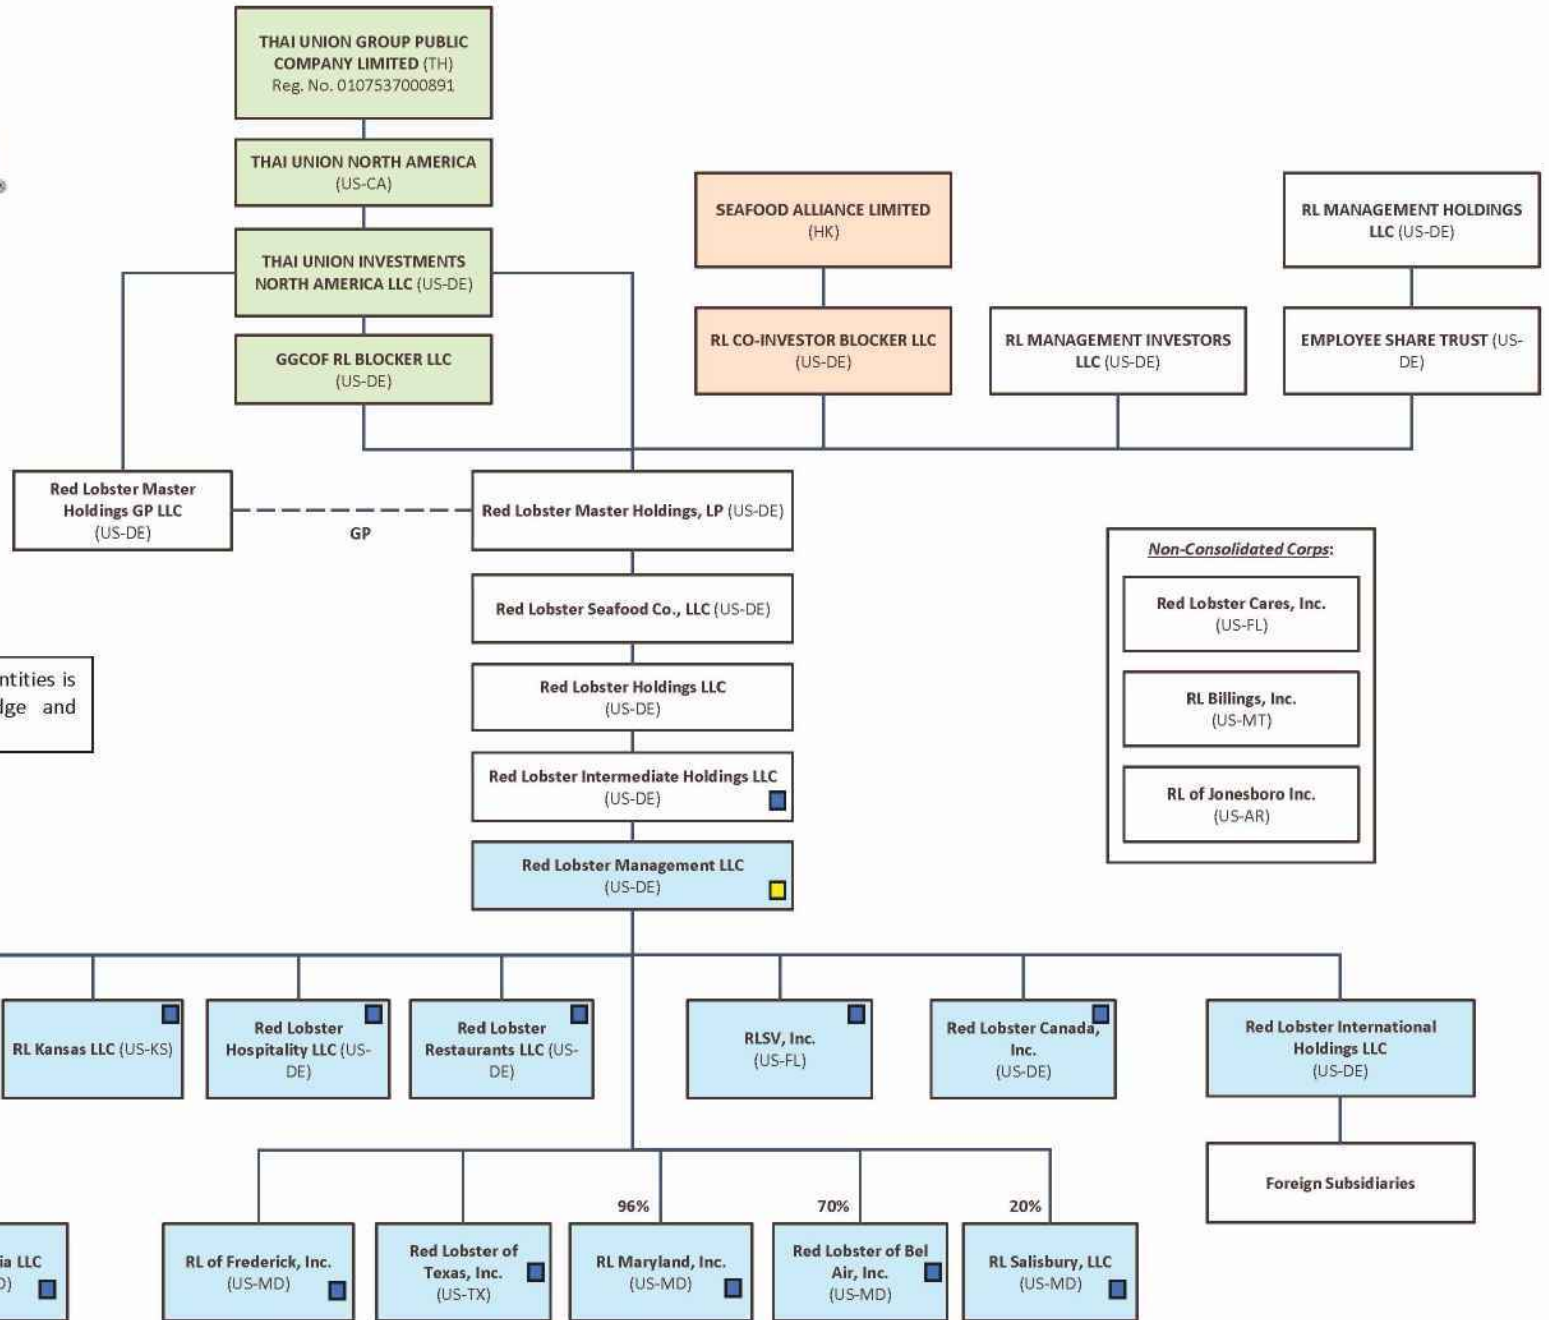 THAI UNION GROUP PUBLIC
COMPANY LIMITED (TH)
Reg. No. 0107537000891
THAI UNION NORTH AMERICA
(US-CA)
THAI UNION INVESTMENTS
NORTH AMERICA LLC (US-DE)
GGCOF RL BLOCKER LLC
(US-DE)
SEAFOOD ALLIANCE LIMITED
(HK)
RL CO-INVESTOR BLOCKER LLC
(US-DE)
RL MANAGEMENT INVESTORS
LLC (US-DE)
RL MANAGEMENT HOLDINGS
LLC (US-DE)
EMPLOYEE SHARE TRUST (US-
DE)
Red Lobster Master
Holdings GP LLC
(US-DE)
GP
Red Lobster Master Holdings, LP (US-DE)
Red Lobster Seafood Co., LLC (US-DE)
Red Lobster Holdings LLC
(US-DE)
Red Lobster Intermediate Holdings LLC
(US-DE)
Red Lobster Management LLC
(US-DE)
Non-Consolidated Corps:
Red Lobster Cares, Inc.
(US-FL)
RL Billings, Inc.
(US-MT)
RL of Jonesboro Inc.
(US-AR)
ntities is
dge and
RL Kansas LLC (US-KS)
Red Lobster
Hospitality LLC (US-
DE)
Red Lobster
Restaurants LLC (US-
DE)
RLSV, Inc.
(US-FL)
Red Lobster Canada,
Inc.
(US-DE)
Red Lobster International
Holdings LLC
(US-DE)
Foreign Subsidiaries
96%
70%
20%
ia LLC
D)
RL of Frederick, Inc.
(US-MD)
Red Lobster of
Texas, Inc.
(US-TX)
RL Maryland, Inc.
(US-MD)
Red Lobster of Bel
Air, Inc.
(US-MD)
RL Salisbury, LLC
(US-MD)